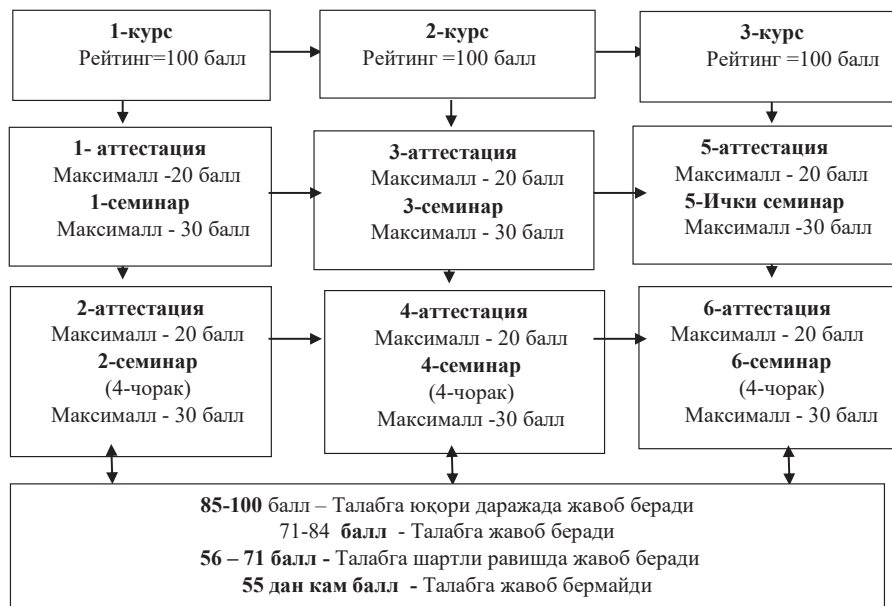 1-курс
Рейтинг=100 балл
2-курс
Рейтинг =100 балл
3-курс
Рейтинг =100 балл
1- аттестация
Максималл -20 балл
1-семинар
Максималл - 30 балл
3-аттестация
Максималл - 20 балл
3-семинар
Максималл - 30 балл
5-аттестация
Максималл - 20 балл
5-Ички семинар
Максималл -30 балл
2-аттестация
Максималл - 20 балл
2-семинар
(4-чорак)
Максималл - 30 балл
4-аттестация
Максималл - 20 балл
4-семинар
(4-чорак)
Максималл -30 балл
6-аттестация
Максималл - 20 балл
6-семинар
(4-чорак)
Максималл - 30 балл
85-100 балл – Талабга юқори даражада жавоб беради
71-84 балл - Талабга жавоб беради
56 – 71 балл - Талабга шартли равишда жавоб беради
55 дан кам балл - Талабга жавоб бермайди